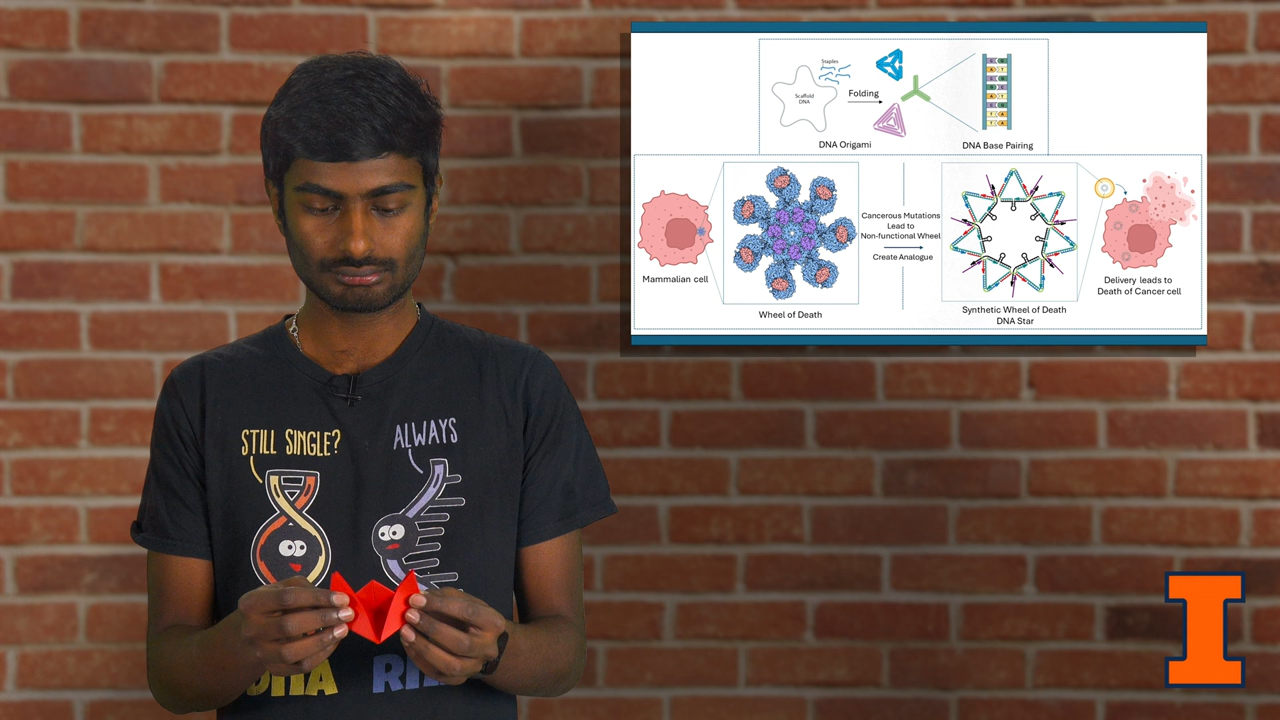 Staples
Scaffold
DNA
Folding
DNA Origami
DNA Base Pairing
Mammalian cell
Wheel of Death
Cancerous Mutations
Lead to
Non-functional Wheel
Create Analogue
Synthetic Wheel of Death
DNA Star
Delivery leads to
Death of Cancer cell
STILL SINGLE?
ALWAYS
I